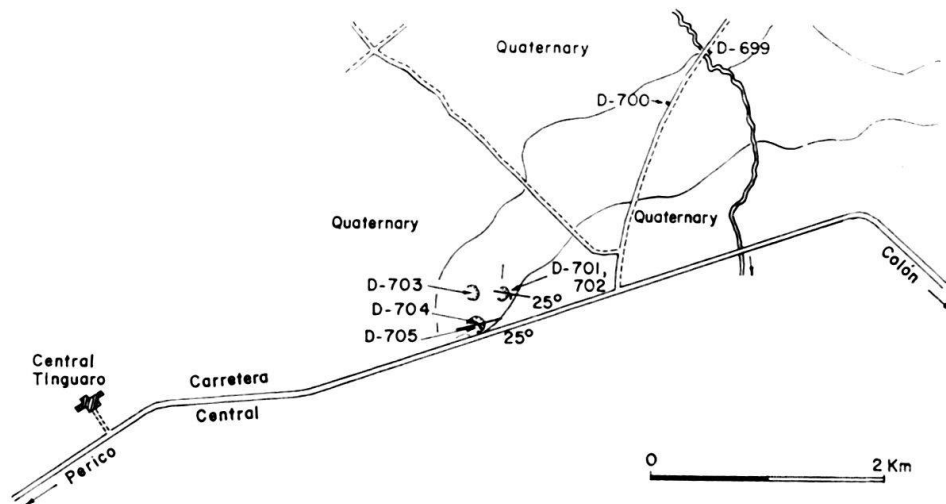 Quaternary
D-699
D-700
Quaternary
Quaternary
D-701,
702
D-703
25°
D-704
D-705
25°
Colón
Central
Tinguaro
Carretera
Central
Perico
0
2 Km